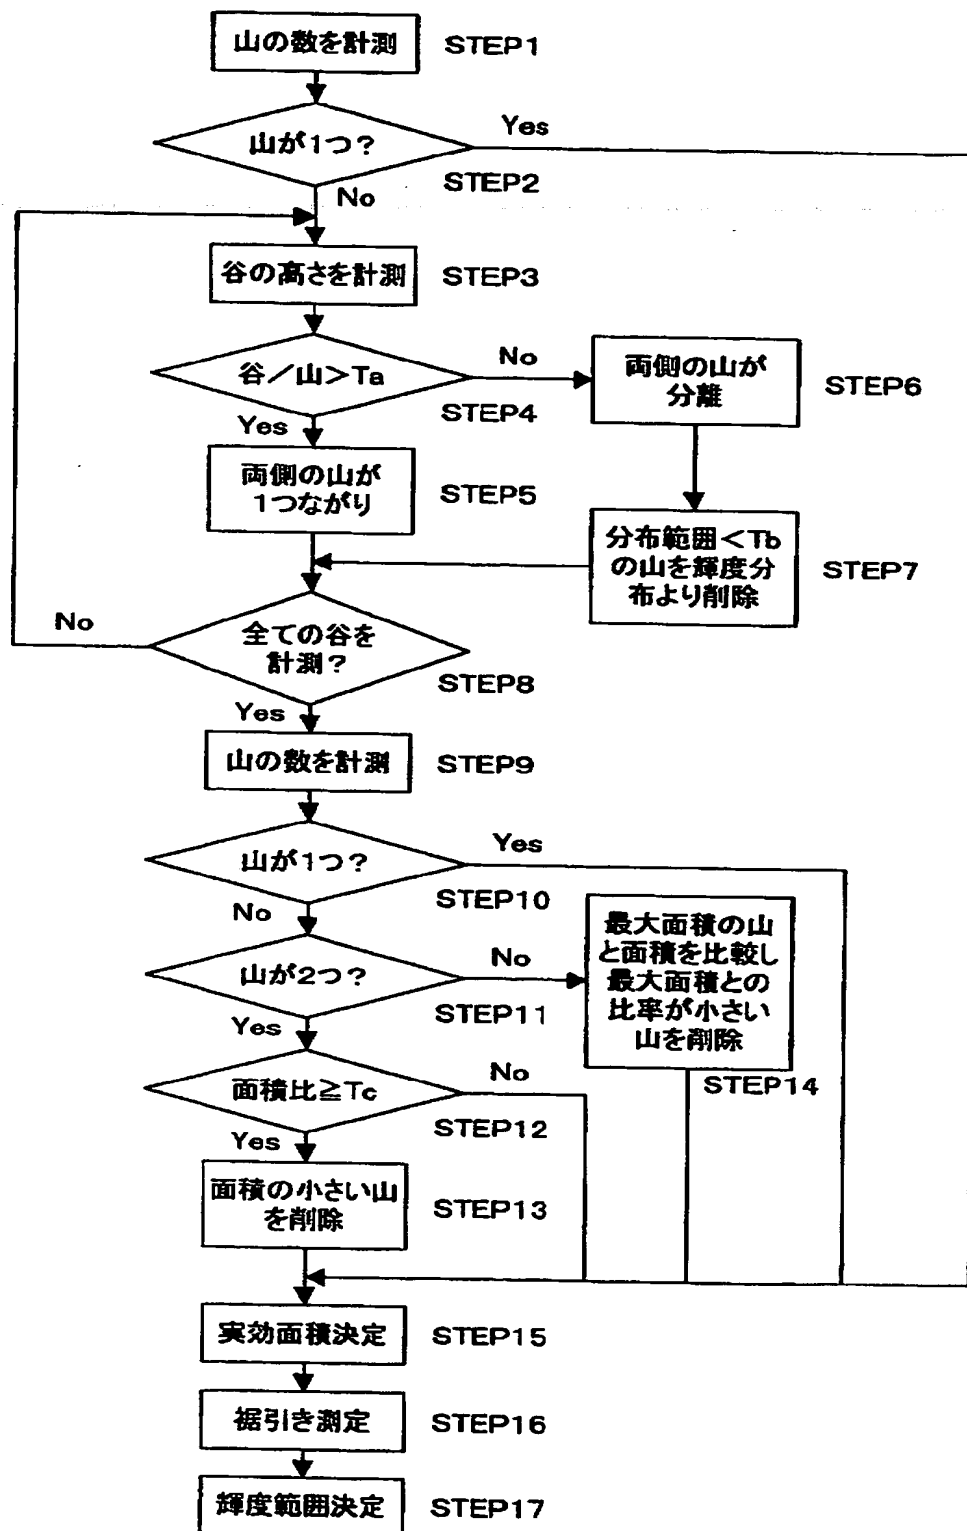 山の数を計測 STEP1
山が1つ? Yes
STEP2
No
谷の高さを計測 STEP3
谷/山>Ta No
STEP4
Yes
両側の山が
分離
STEP6
両側の山が
1つながり
STEP5
分布範囲<Tb
の山を輝度分
布より削除
STEP7
全ての谷を
計測?
No
STEP8
Yes
山の数を計測 STEP9
山が1つ? Yes
STEP10
No
山が2つ? No
STEP11
Yes
最大面積の山
と面積を比較し
最大面積との
比率が小さい
山を削除
STEP14
面積比≧Tc No
STEP12
Yes
面積の小さい山
を削除
STEP13
実効面積決定 STEP15
裾引き測定 STEP16
輝度範囲決定 STEP17